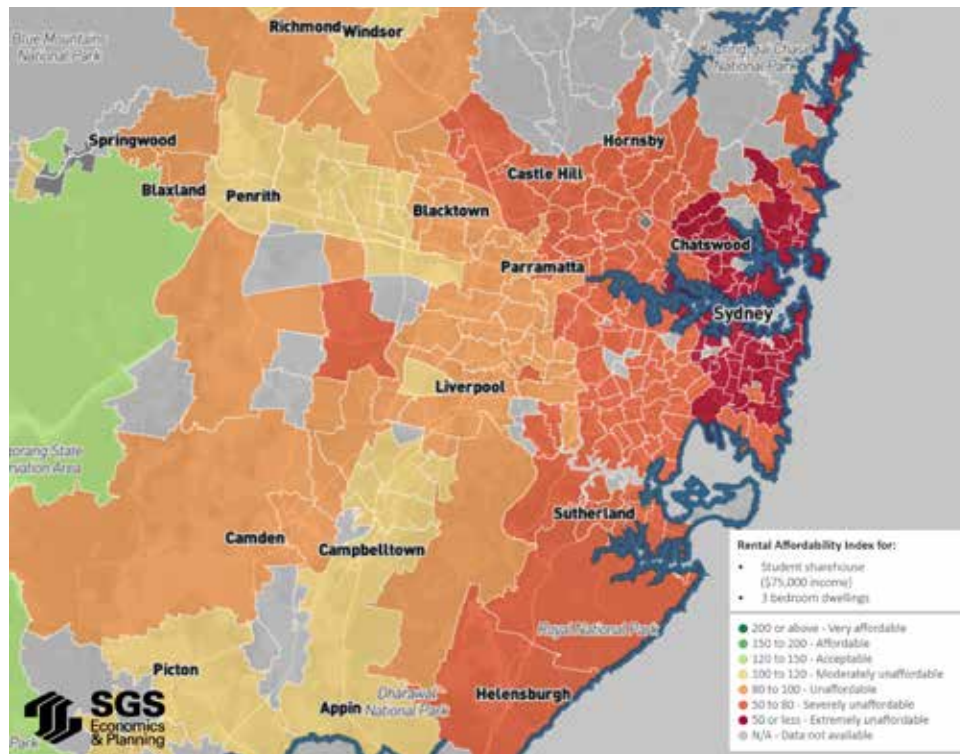 Richmond
Windsor
Blue Mountains
National Park
Ku-ring-gai Chase
National Park
Springwood
Hornsby
Castle Hill
Blaxland
Penrith
Blacktown
Chatswood
Parramatta
Sydney
Liverpool
State
Area
Sutherland
Camden
Campbelltown
Royal National Park
Picton
Dharawal
National Park
Appin
Helensburgh
Park
SGS
Economics
& Planning
Rental Affordability Index for:
• Student sharehouse
($75,000 income)
• 3 bedroom dwellings
200 or above - Very affordable
150 to 200 - Affordable
120 to 150 - Acceptable
100 to 120 - Moderately unaffordable
80 to 100 - Unaffordable
50 to 80 - Severely unaffordable
50 or less - Extremely unaffordable
N/A - Data not available